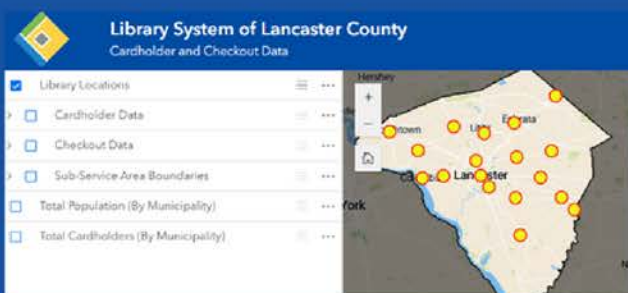 Library System of Lancaster County
Cardholder and Checkout Data
Library Locations
Cardholder Data
Checkout Data
Sub-Service Area Boundaries
Total Population (By Municipality)
Total Cardholders (By Municipality)
Hershey
+
−
town
Ephrata
Lancaster
York
N